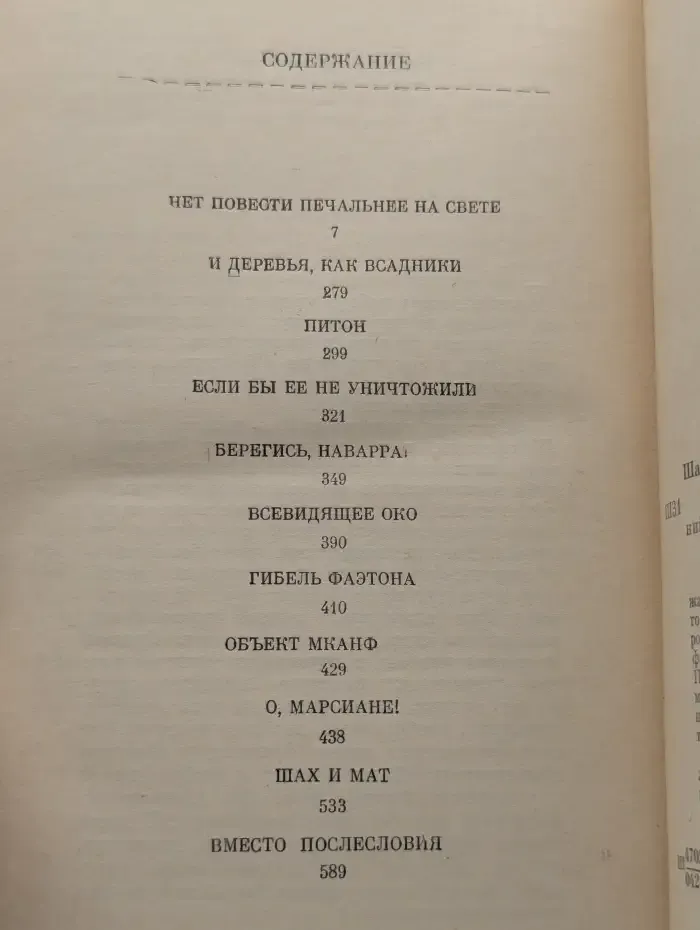 СОДЕРЖАНИЕ
НЕТ ПОВЕСТИ ПЕЧАЛЬНЕЕ НА СВЕТЕ
7
И ДЕРЕВЬЯ, КАК ВСАДНИКИ
279
ПИТОН
299
ЕСЛИ БЫ ЕЕ НЕ УНИЧТОЖИЛИ
321
БЕРЕГИСЬ, НАВАРРА!
349
ВСЕВИДЯЩЕЕ ОКО
390
ГИБЕЛЬ ФАЭТОНА
410
ОБЪЕКТ МКАНФ
429
О, МАРСИАНЕ!
438
ШАХ И МАТ
533
ВМЕСТО ПОСЛЕСЛОВИЯ
589
Ша
Ш31